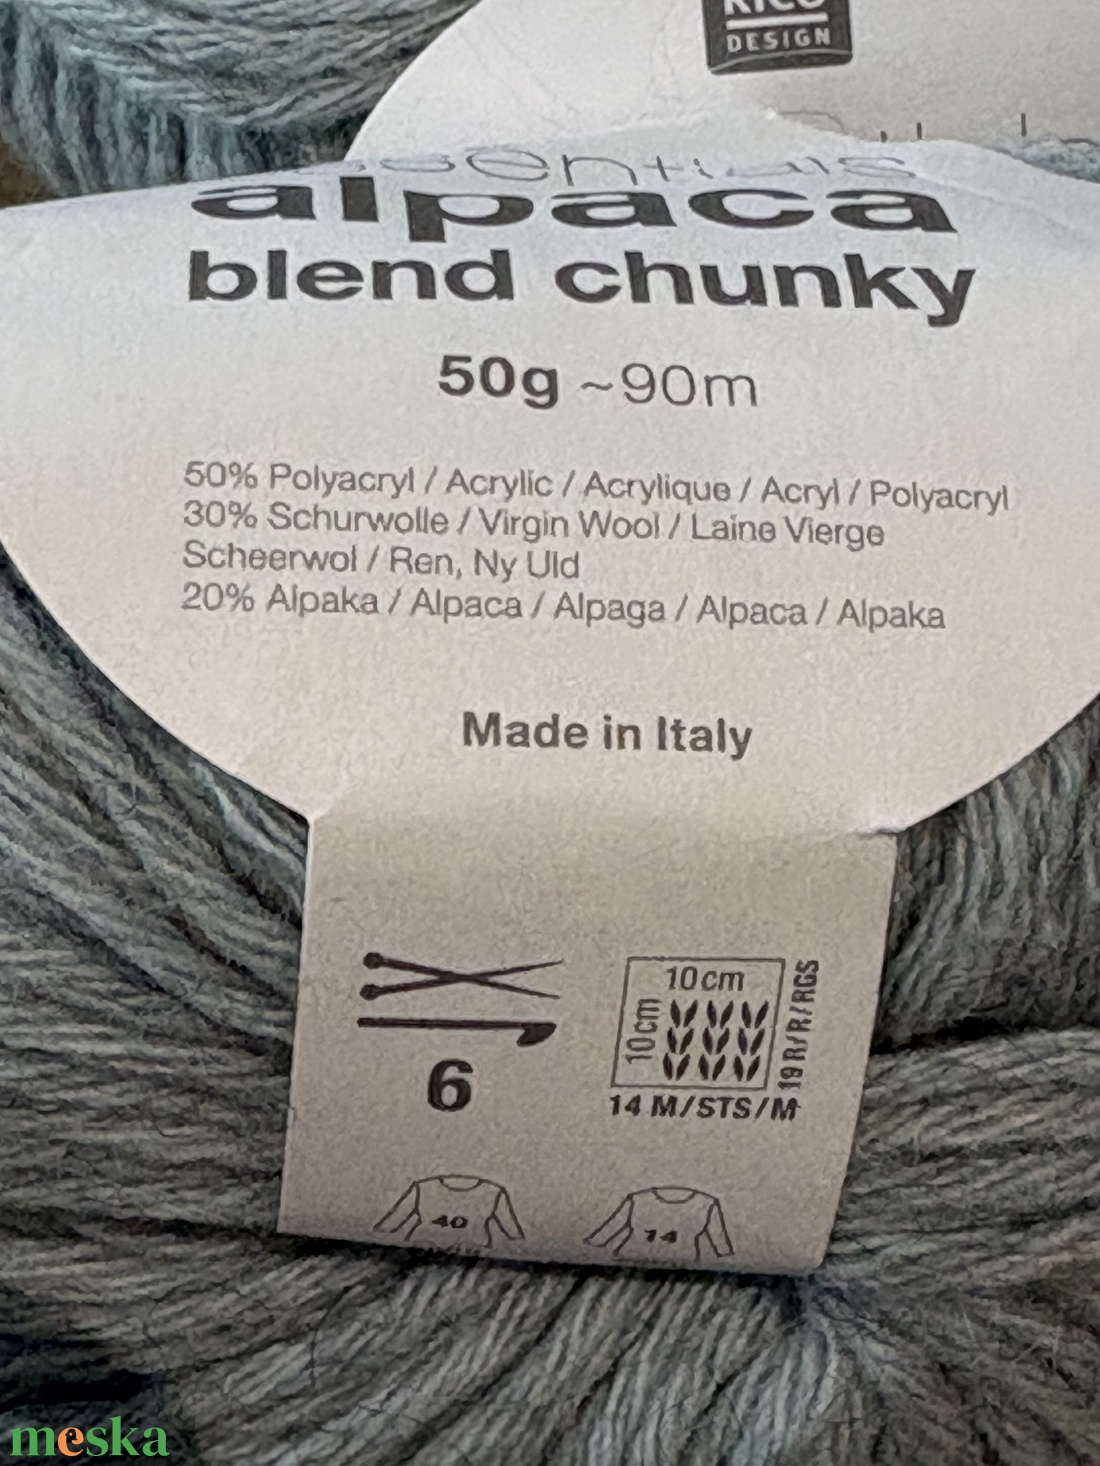 RICO
DESIGN
essentials
alpaca
blend chunky
50g ~90m
50% Polyacryl / Acrylic / Acrylique / Acryl / Polyacryl
30% Schurwolle / Virgin Wool / Laine Vierge
Scheerwol / Ren, Ny Uld
20% Alpaka / Alpaca / Alpaga / Alpaca / Alpaka
Made in Italy
6
10cm
10cm
19 R/R/RGS
14 M/STS/M
40
14
meska